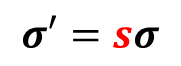 σ′ = sσ